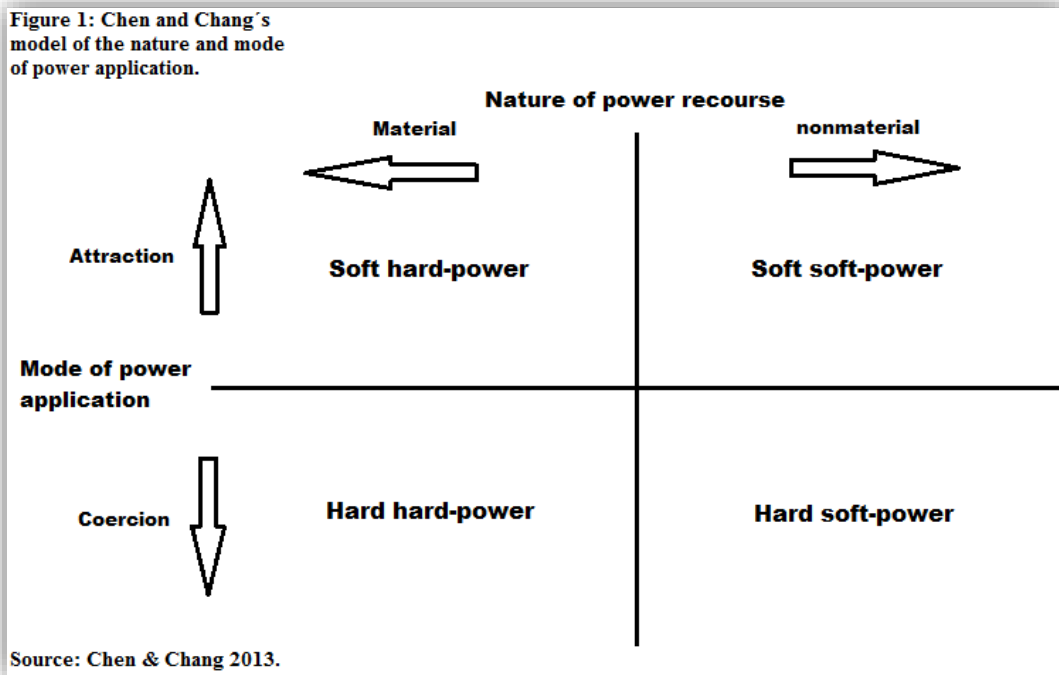 Figure 1: Chen and Chang´s
model of the nature and mode
of power application.
Nature of power recourse
Material
nonmaterial
Attraction
Soft hard-power
Soft soft-power
Mode of power
application
Coercion
Hard hard-power
Hard soft-power
Source: Chen & Chang 2013.